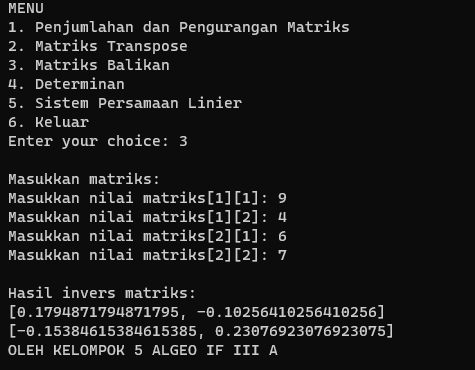 MENU
1. Penjumlahan dan Pengurangan Matriks
2. Matriks Transpose
3. Matriks Balikan
4. Determinan
5. Sistem Persamaan Linier
6. Keluar
Enter your choice: 3
Masukkan matriks:
Masukkan nilai matriks[1][1]: 9
Masukkan nilai matriks[1][2]: 4
Masukkan nilai matriks[2][1]: 6
Masukkan nilai matriks[2][2]: 7
Hasil invers matriks:
[0.1794871794871795, -0.10256410256410256]
[-0.15384615384615385, 0.23076923076923075]
OLEH KELOMPOK 5 ALGEO IF III A